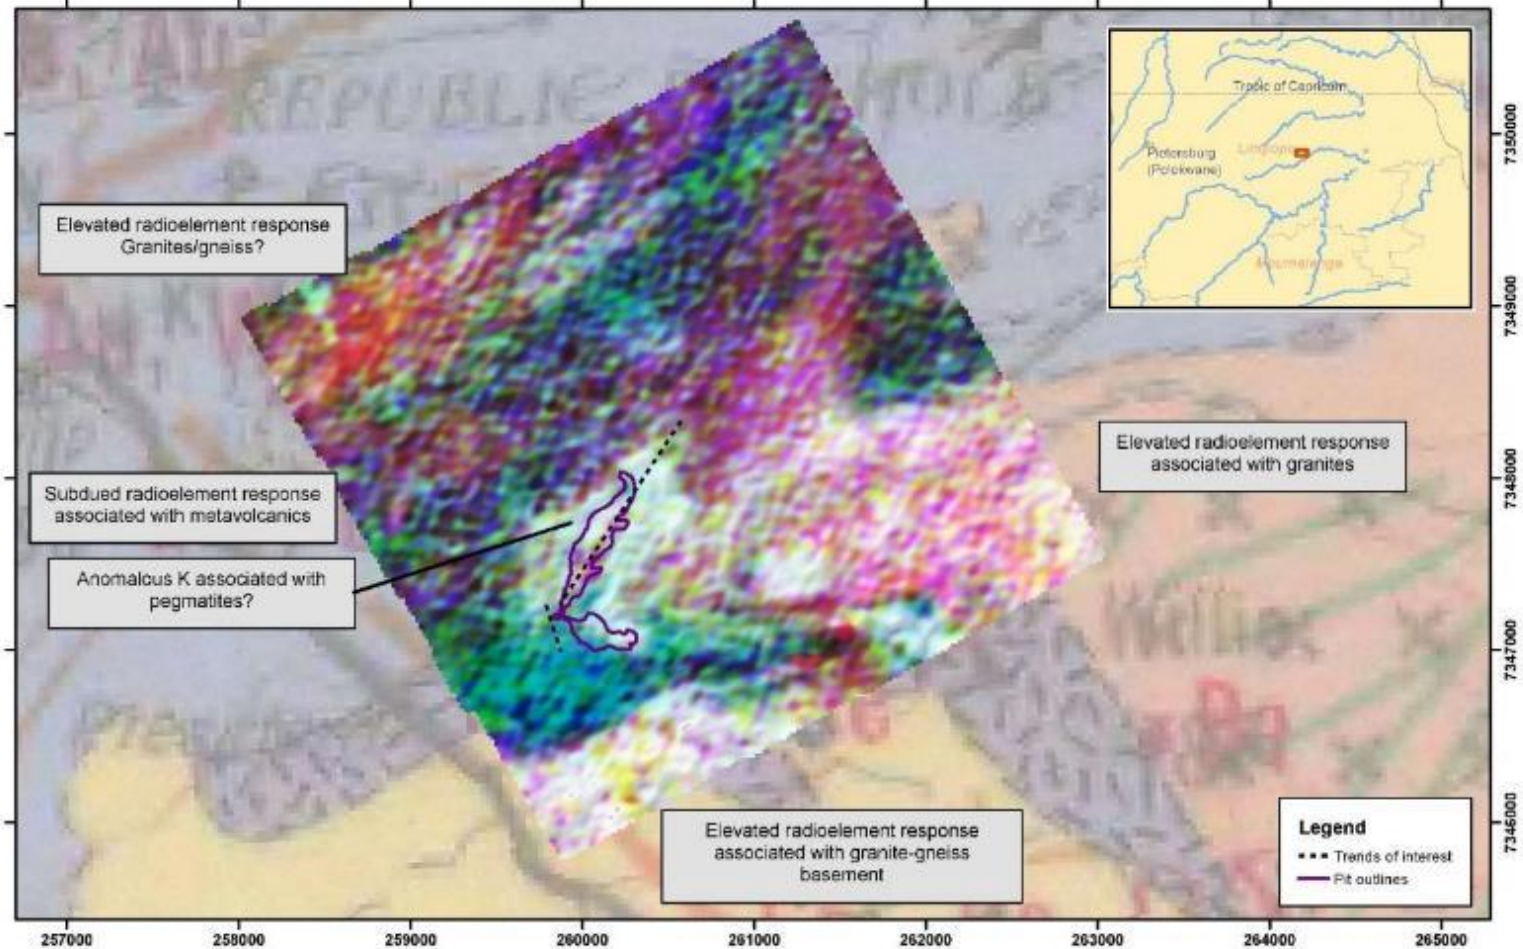 REPUBLIC
Tropic of Capricorn
Pietersburg
(Polokwane)
Limpopo
Mpumalanga
7350000
7349000
7348000
7347000
7346000
Elevated radioelement response
Granites/gneiss?
Elevated radioelement response
associated with granites
Subdued radioelement response
associated with metavolcanics
Anomalous K associated with
pegmatites?
Elevated radioelement response
associated with granite-gneiss
basement
Legend
Trends of interest
Pit outlines
257000
258000
259000
260000
261000
262000
263000
264000
265000